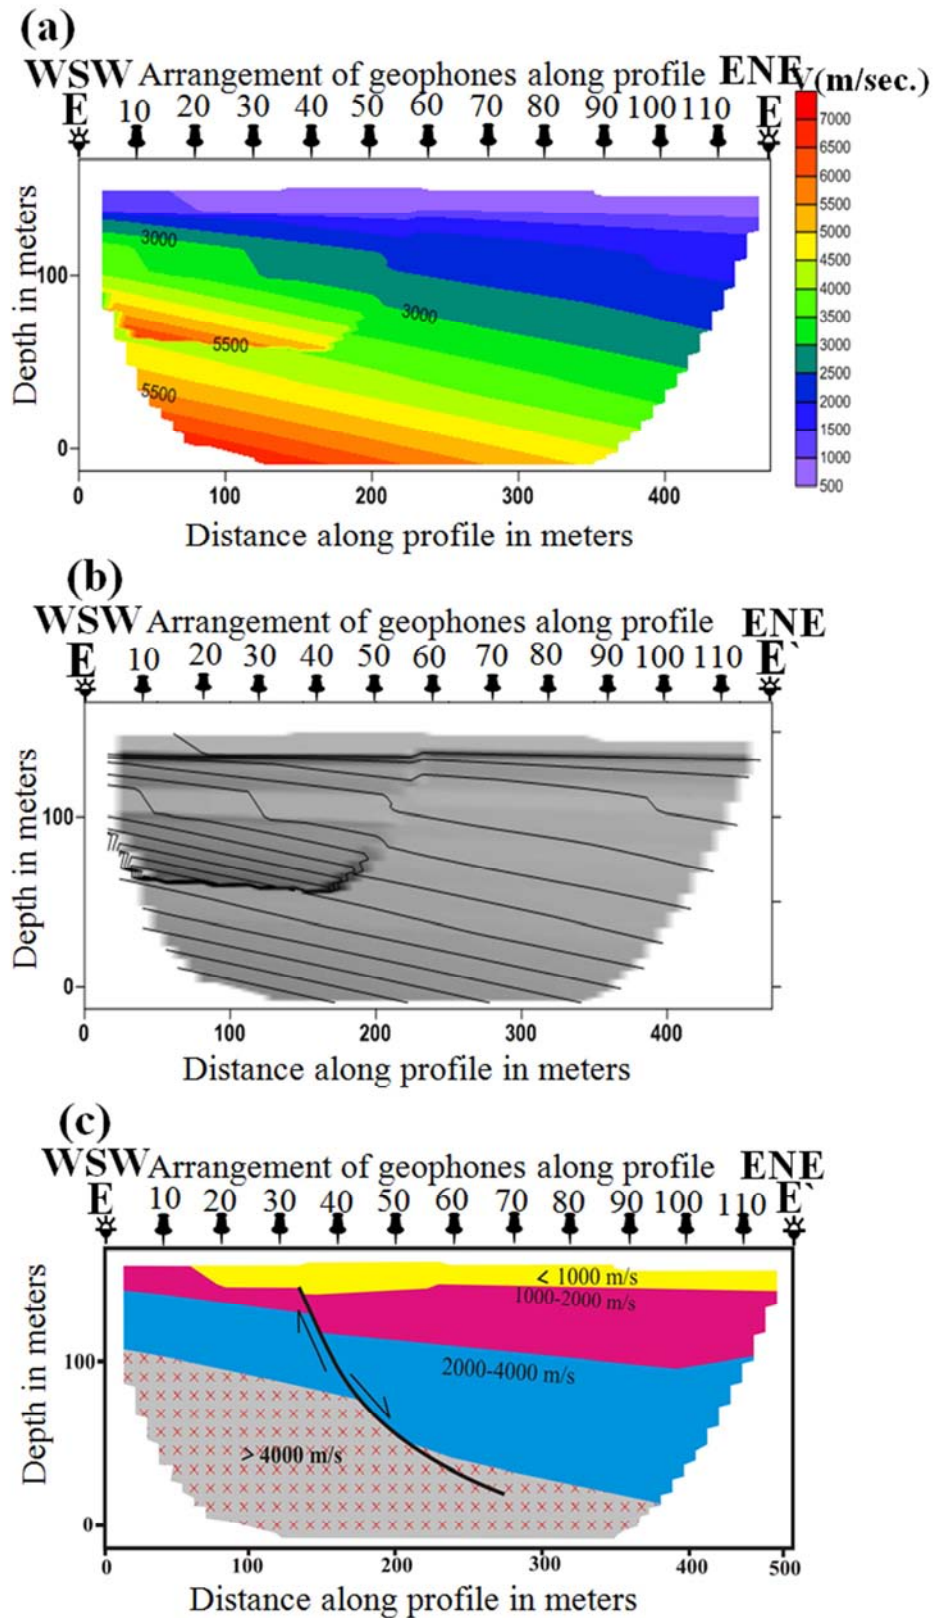 (a)
WSW Arrangement of geophones along profile ENE V(m/sec.)
E 10 20 30 40 50 60 70 80 90 100 110 E
7000
6500
6000
5500
5000
4500
4000
3500
3000
2500
2000
1500
1000
500
Depth in meters
100
0
3000
3000
5500
5500
0 100 200 300 400
Distance along profile in meters
(b)
WSW Arrangement of geophones along profile ENE
E 10 20 30 40 50 60 70 80 90 100 110 E`
Depth in meters
100
0
0 100 200 300 400
Distance along profile in meters
(c)
WSW Arrangement of geophones along profile ENE
E 10 20 30 40 50 60 70 80 90 100 110 E`
Depth in meters
100
0
< 1000 m/s
1000-2000 m/s
2000-4000 m/s
> 4000 m/s
0 100 200 300 400 500
Distance along profile in meters